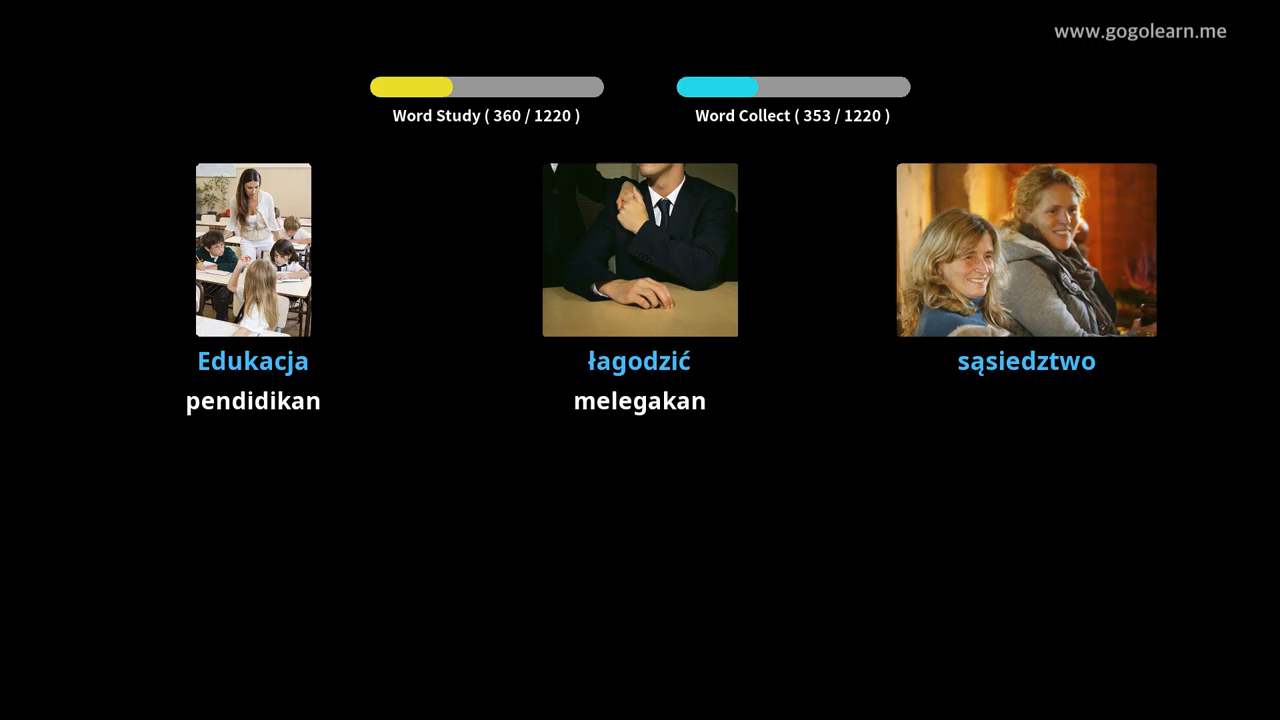 www.gogolearn.me
Word Study ( 360 / 1220 )
Word Collect ( 353 / 1220 )
Edukacja
łagodzić
sąsiedztwo
pendidikan
melegakan